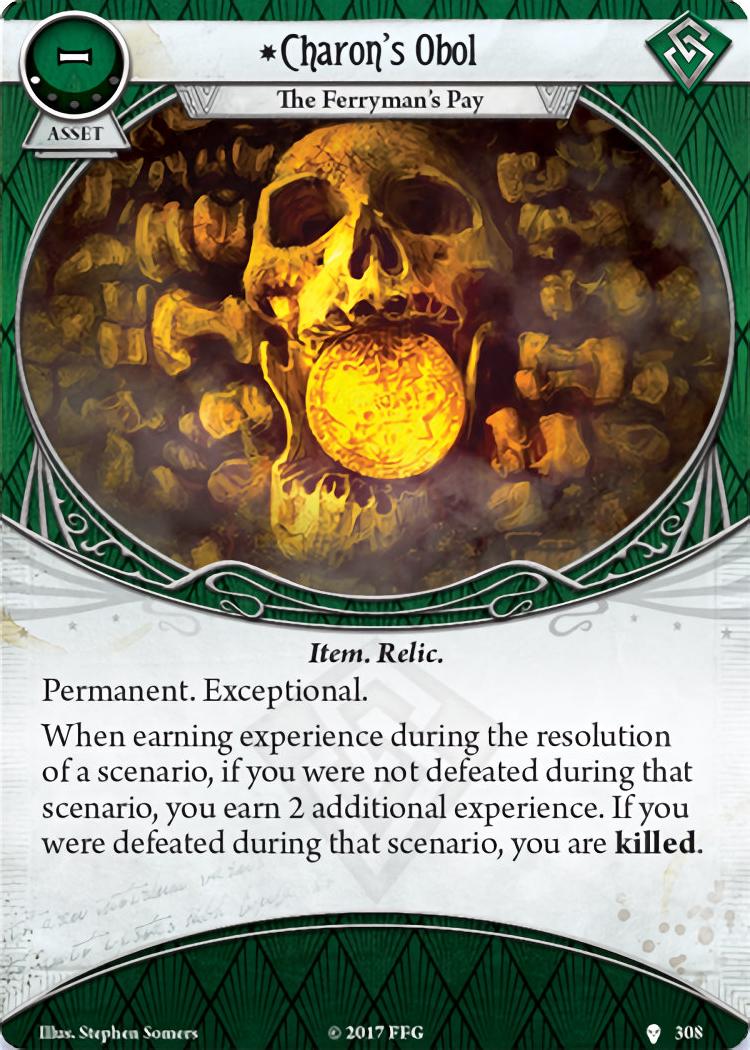 –
ASSET
✷Charon's Obol
The Ferryman's Pay
Item. Relic.
Permanent. Exceptional.
When earning experience during the resolution
of a scenario, if you were not defeated during that
scenario, you earn 2 additional experience. If you
were defeated during that scenario, you are killed.
Illus. Stephen Somers
© 2017 FFG
308